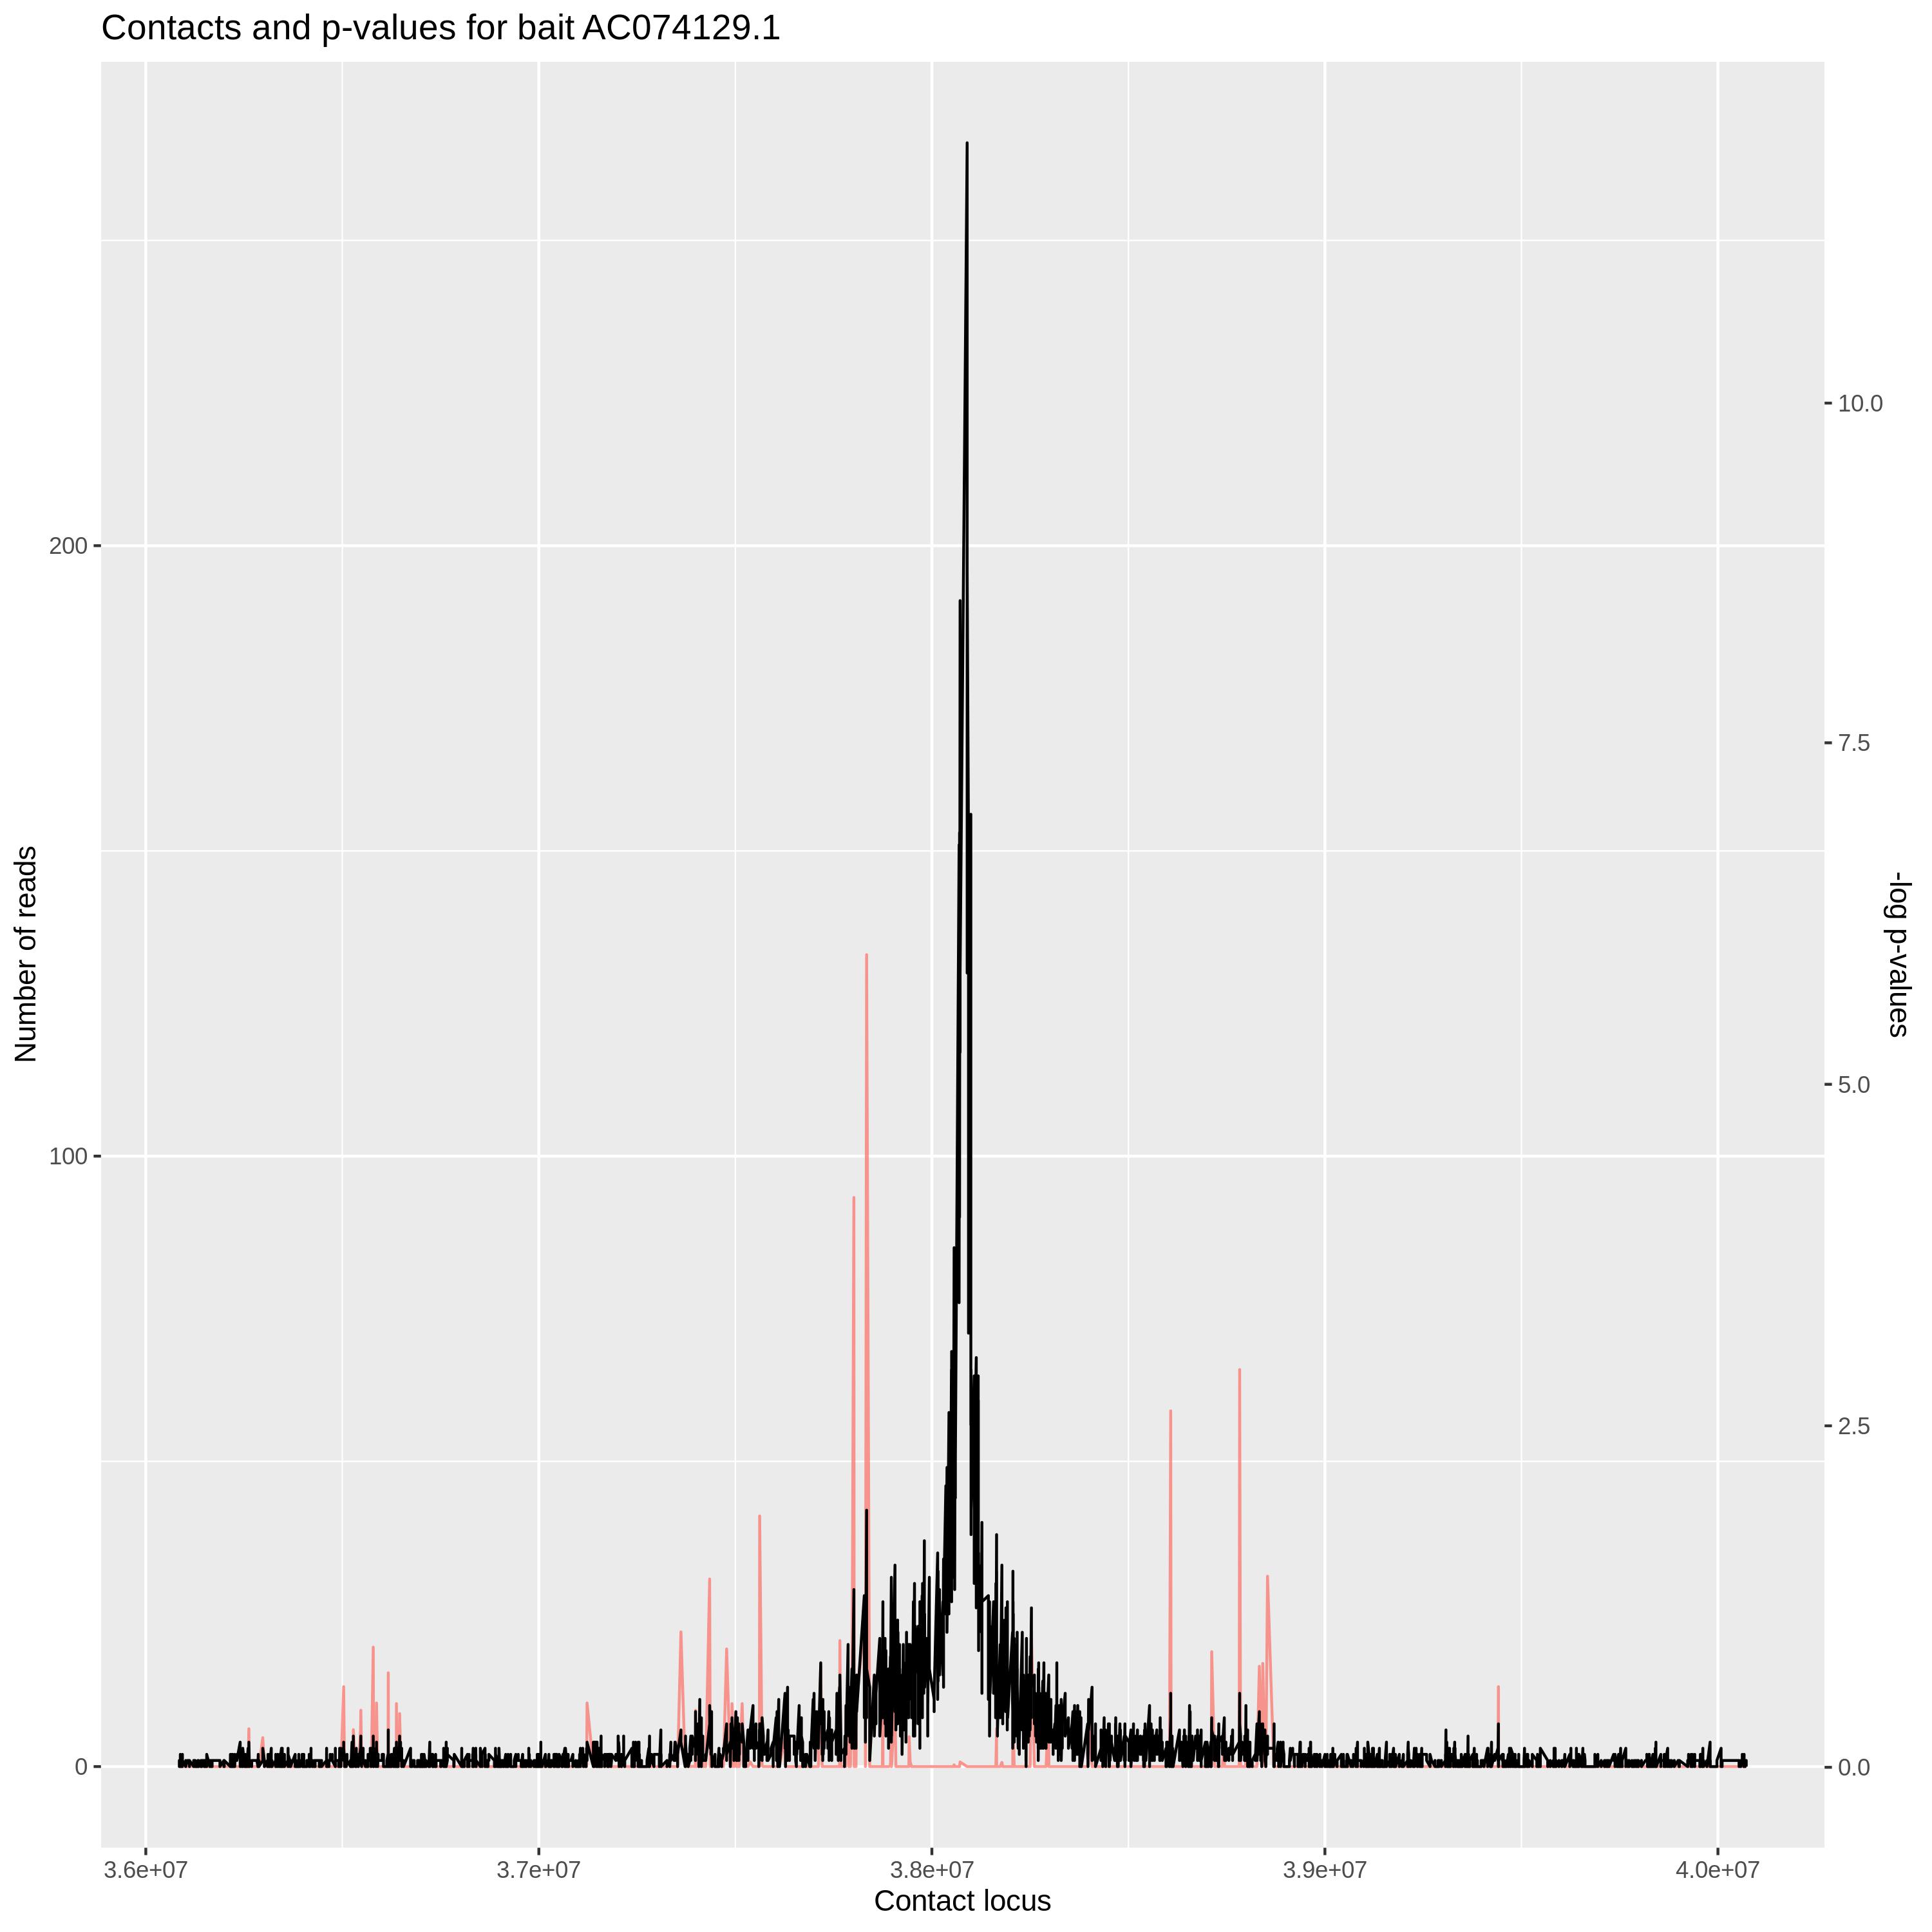 Contacts and p-values for bait AC074129.1
Number of reads
200
100
0
10.0
7.5
5.0
2.5
0.0
-log p-values
3.6e+07
3.7e+07
3.8e+07
3.9e+07
4.0e+07
Contact locus